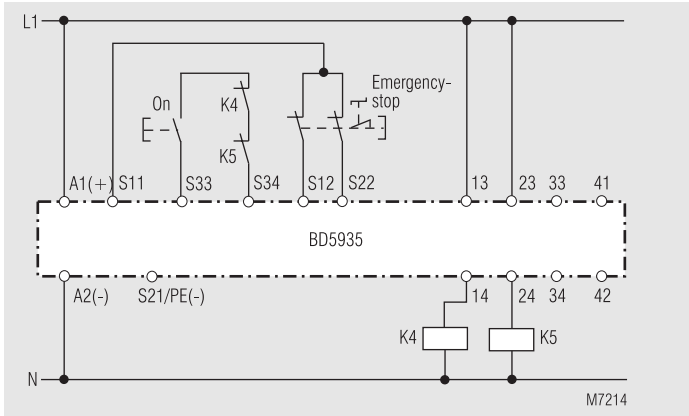 L1
Emergency-
stop
On
K4
K5
A1(+) S11 S33 S34 S12 S22 13 23 33 41
BD5935
A2(-) S21/PE(-) 14 24 34 42
K4 K5
N
M7214